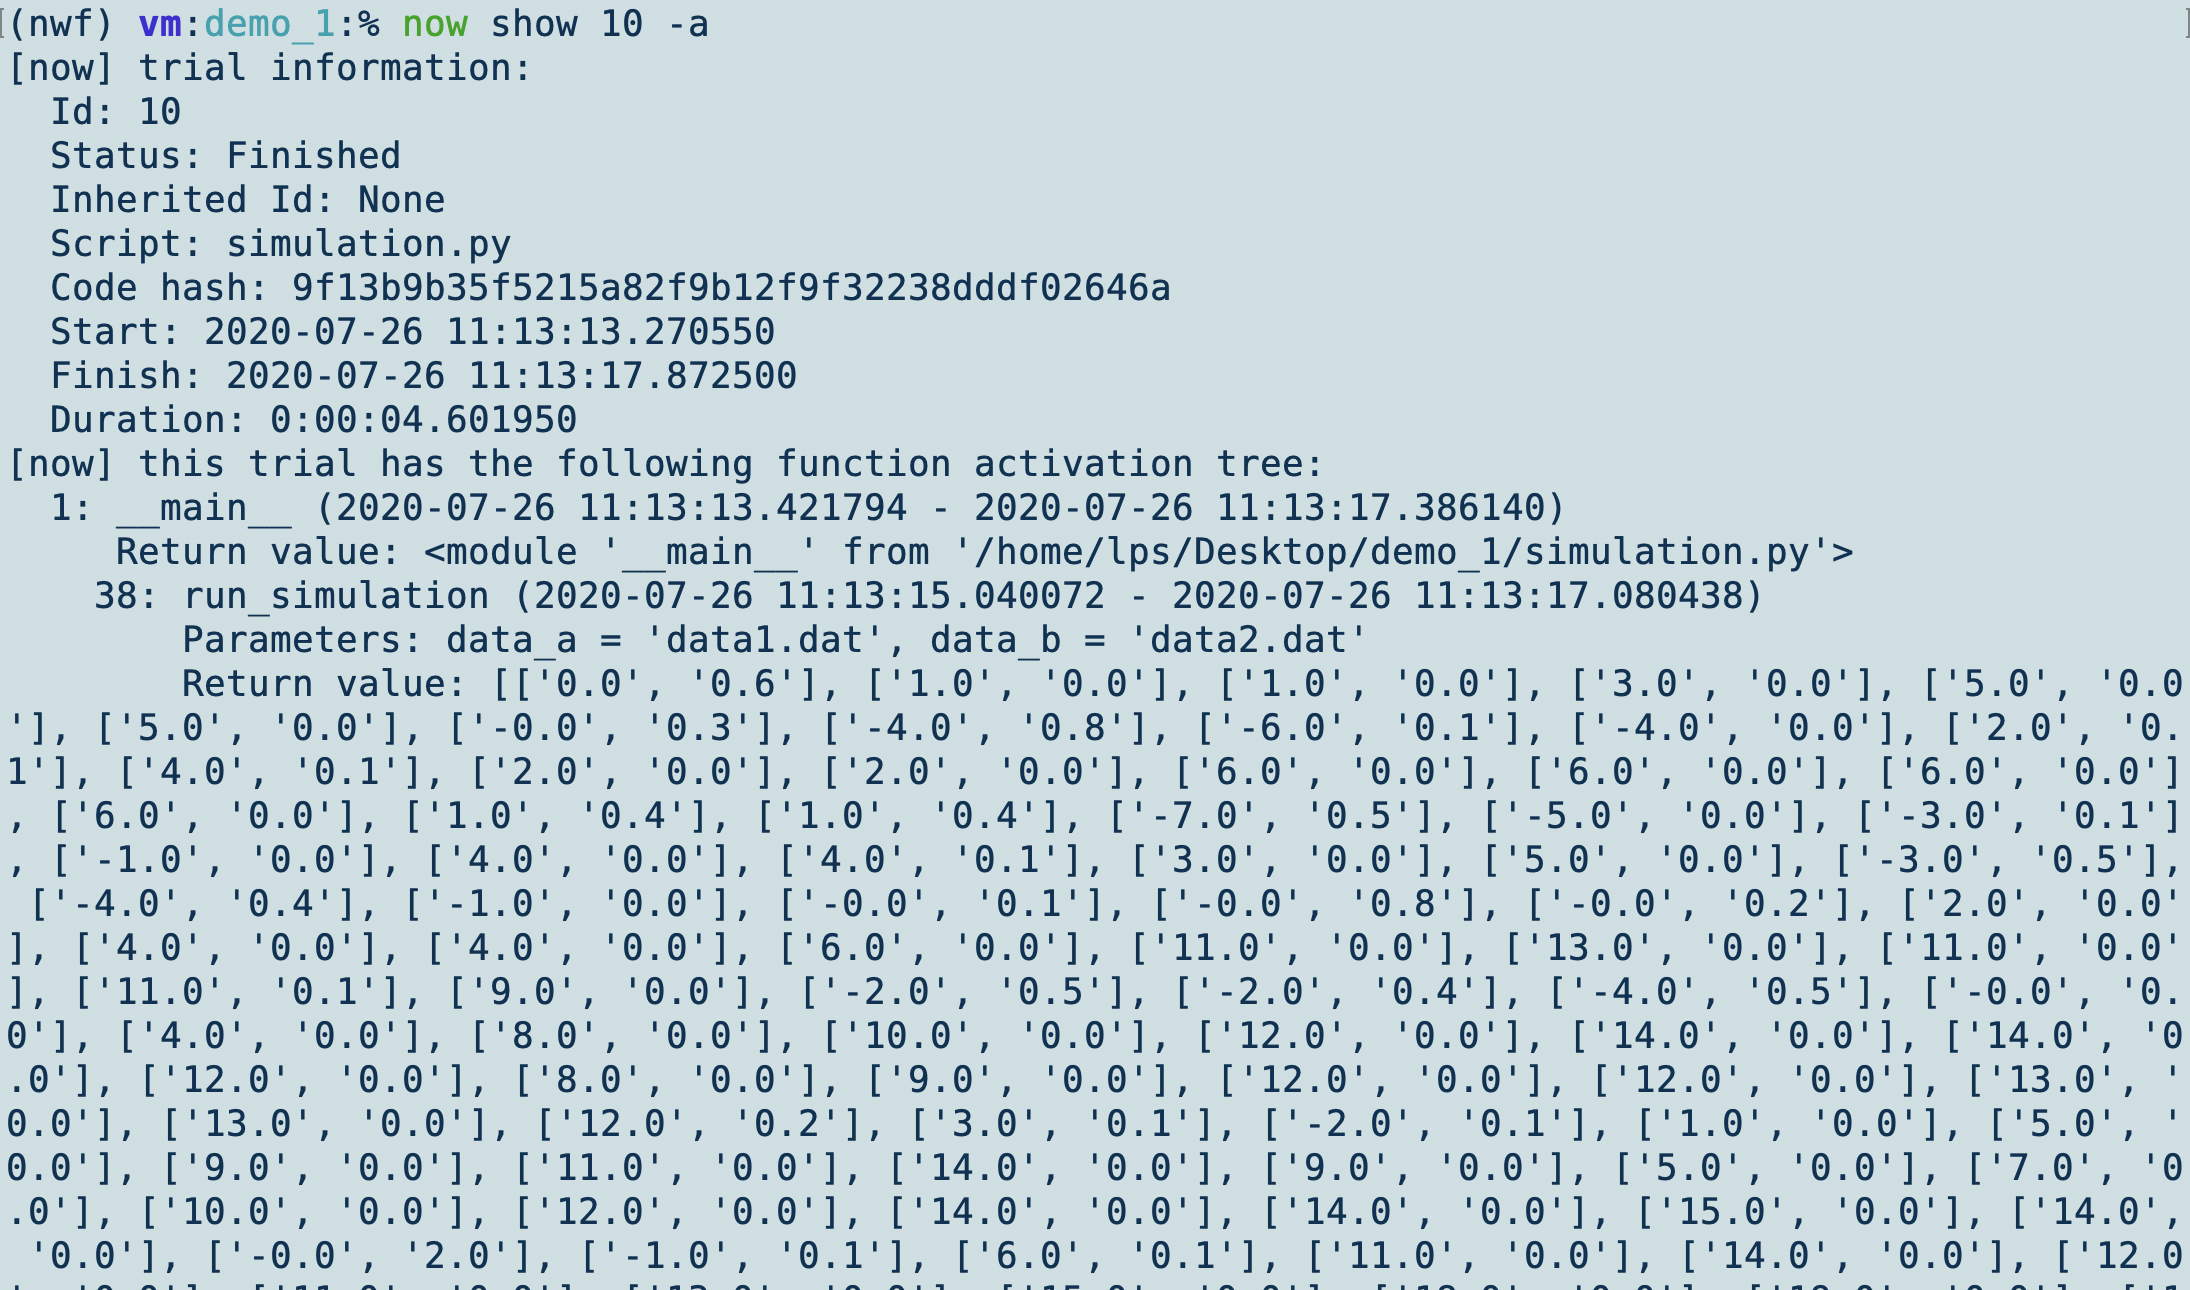 (nwf) vm:demo_1:% now show 10 -a
[now] trial information:
  Id: 10
  Status: Finished
  Inherited Id: None
  Script: simulation.py
  Code hash: 9f13b9b35f5215a82f9b12f9f32238dddf02646a
  Start: 2020-07-26 11:13:13.270550
  Finish: 2020-07-26 11:13:17.872500
  Duration: 0:00:04.601950
[now] this trial has the following function activation tree:
  1: __main__ (2020-07-26 11:13:13.421794 - 2020-07-26 11:13:17.386140)
     Return value: <module '__main__' from '/home/lps/Desktop/demo_1/simulation.py'>
    38: run_simulation (2020-07-26 11:13:15.040072 - 2020-07-26 11:13:17.080438)
        Parameters: data_a = 'data1.dat', data_b = 'data2.dat'
        Return value: [['0.0', '0.6'], ['1.0', '0.0'], ['1.0', '0.0'], ['3.0', '0.0'], ['5.0', '0.0
'], ['5.0', '0.0'], ['-0.0', '0.3'], ['-4.0', '0.8'], ['-6.0', '0.1'], ['-4.0', '0.0'], ['2.0', '0.
1'], ['4.0', '0.1'], ['2.0', '0.0'], ['2.0', '0.0'], ['6.0', '0.0'], ['6.0', '0.0'], ['6.0', '0.0']
, ['6.0', '0.0'], ['1.0', '0.4'], ['1.0', '0.4'], ['-7.0', '0.5'], ['-5.0', '0.0'], ['-3.0', '0.1']
, ['-1.0', '0.0'], ['4.0', '0.0'], ['4.0', '0.1'], ['3.0', '0.0'], ['5.0', '0.0'], ['-3.0', '0.5'],
 ['-4.0', '0.4'], ['-1.0', '0.0'], ['-0.0', '0.1'], ['-0.0', '0.8'], ['-0.0', '0.2'], ['2.0', '0.0'
], ['4.0', '0.0'], ['4.0', '0.0'], ['6.0', '0.0'], ['11.0', '0.0'], ['13.0', '0.0'], ['11.0', '0.0'
], ['11.0', '0.1'], ['9.0', '0.0'], ['-2.0', '0.5'], ['-2.0', '0.4'], ['-4.0', '0.5'], ['-0.0', '0.
0'], ['4.0', '0.0'], ['8.0', '0.0'], ['10.0', '0.0'], ['12.0', '0.0'], ['14.0', '0.0'], ['14.0', '0
.0'], ['12.0', '0.0'], ['8.0', '0.0'], ['9.0', '0.0'], ['12.0', '0.0'], ['12.0', '0.0'], ['13.0', '
0.0'], ['13.0', '0.0'], ['12.0', '0.2'], ['3.0', '0.1'], ['-2.0', '0.1'], ['1.0', '0.0'], ['5.0', '
0.0'], ['9.0', '0.0'], ['11.0', '0.0'], ['14.0', '0.0'], ['9.0', '0.0'], ['5.0', '0.0'], ['7.0', '0
.0'], ['10.0', '0.0'], ['12.0', '0.0'], ['14.0', '0.0'], ['14.0', '0.0'], ['15.0', '0.0'], ['14.0',
 '0.0'], ['-0.0', '2.0'], ['-1.0', '0.1'], ['6.0', '0.1'], ['11.0', '0.0'], ['14.0', '0.0'], ['12.0